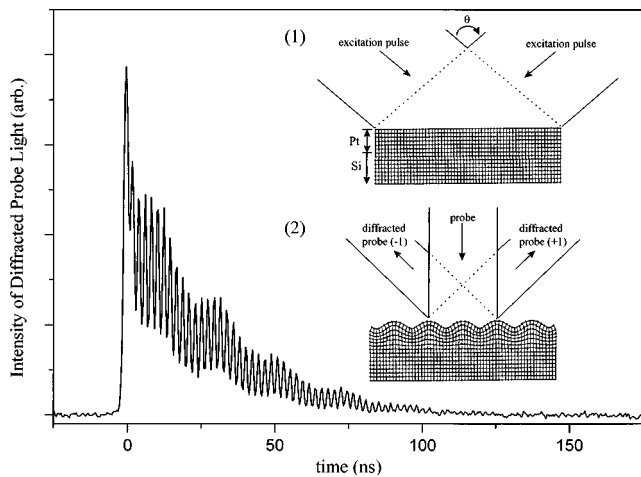 Intensity of Diffracted Probe Light (arb.)
(1)
θ
excitation pulse
excitation pulse
Pt
Si
(2)
diffracted
probe (-1)
probe
diffracted
probe (+1)
0
50
100
150
time (ns)